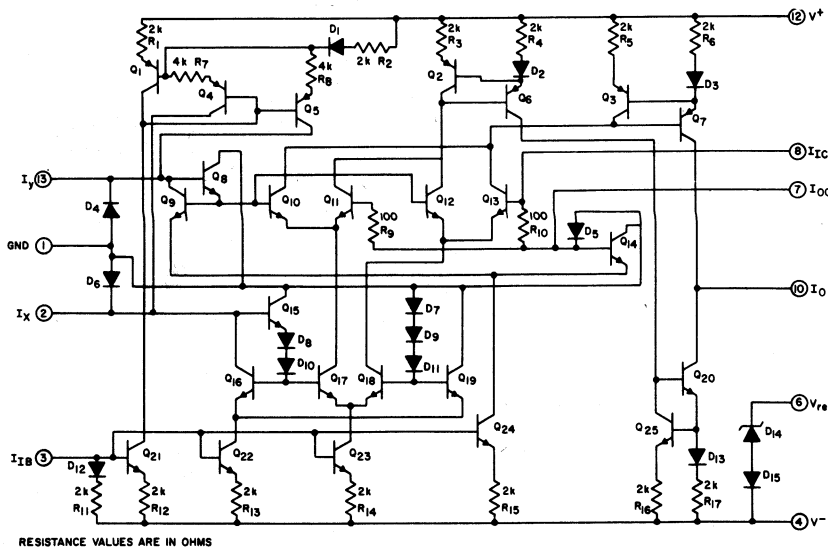 2k R1
2k R3
2k R4
2k R5
2k R6
12 V+
D1
2k R2
Q1
4k R7
4k R8
Q4
Q5
Q2
D2
Q6
Q3
D3
Q7
8 IIC
IY 13
Q8
Q9
Q10
Q11
Q12
Q13
7 IOO
100 R9
100 R10
D4
D5
Q14
GND 1
D6
10 IO
IX 2
Q15
D8
D10
D7
D9
D11
Q16
Q17
Q18
Q19
Q20
6 Vre
Q24
Q25
D14
IIB 3
D12
Q21
Q22
Q23
D13
D15
2k R11
2k R12
2k R13
2k R14
2k R15
2k R16
2k R17
4 V-
RESISTANCE VALUES ARE IN OHMS